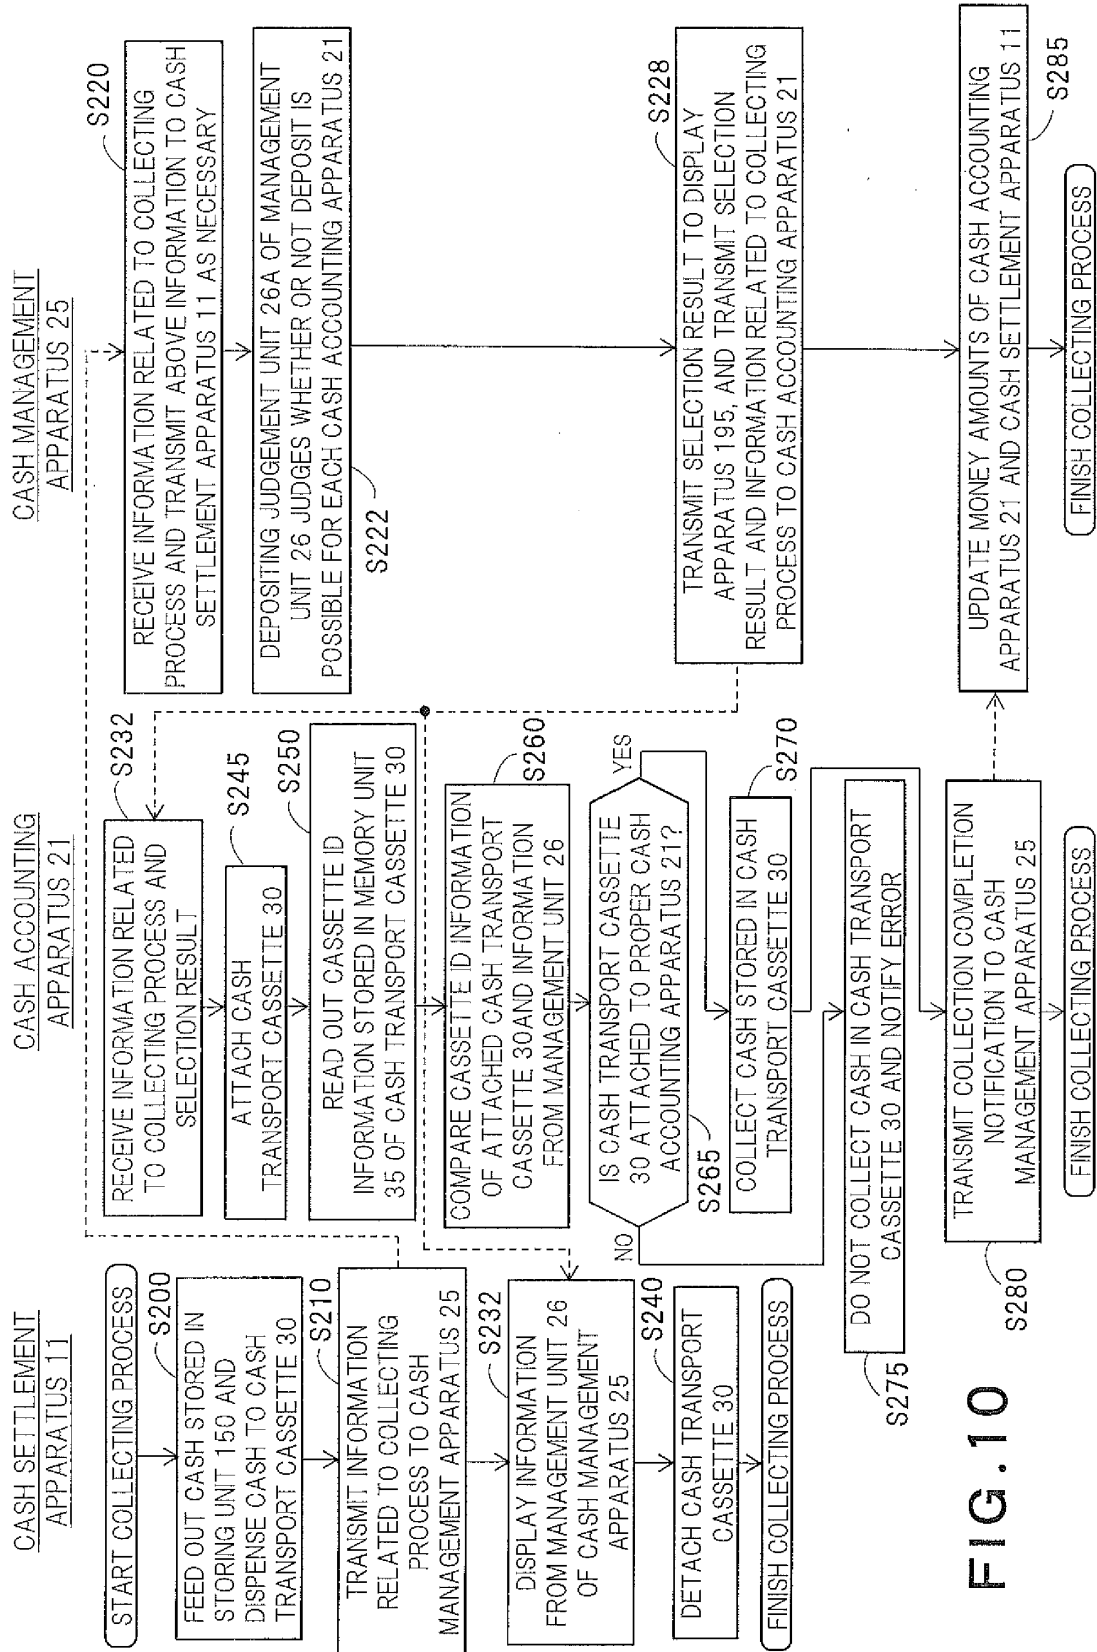 CASH SETTLEMENT
APPARATUS 11
START COLLECTING PROCESS
S200
FEED OUT CASH STORED IN
STORING UNIT 150 AND
DISPENSE CASH TO CASH
TRANSPORT CASSETTE 30
S210
TRANSMIT INFORMATION
RELATED TO COLLECTING
PROCESS TO CASH
MANAGEMENT APPARATUS 25
S232
DISPLAY INFORMATION
FROM MANAGEMENT UNIT 26
OF CASH MANAGEMENT
APPARATUS 25
S240
DETACH CASH TRANSPORT
CASSETTE 30
FINISH COLLECTING PROCESS
CASH ACCOUNTING
APPARATUS 21
S232
RECEIVE INFORMATION RELATED
TO COLLECTING PROCESS AND
SELECTION RESULT
S245
ATTACH CASH
TRANSPORT CASSETTE 30
S250
READ OUT CASSETTE ID
INFORMATION STORED IN MEMORY UNIT
35 OF CASH TRANSPORT CASSETTE 30
S260
COMPARE CASSETTE ID INFORMATION
OF ATTACHED CASH TRANSPORT
CASSETTE 30AND INFORMATION
FROM MANAGEMENT UNIT 26
YES
IS CASH TRANSPORT CASSETTE
30 ATTACHED TO PROPER CASH
ACCOUNTING APPARATUS 21?
NO
S265
S270
COLLECT CASH STORED IN CASH
TRANSPORT CASSETTE 30
DO NOT COLLECT CASH IN CASH TRANSPORT
CASSETTE 30 AND NOTIFY ERROR
S275
TRANSMIT COLLECTION COMPLETION
NOTIFICATION TO CASH
MANAGEMENT APPARATUS 25
S280
FINISH COLLECTING PROCESS
CASH MANAGEMENT
APPARATUS 25
S220
RECEIVE INFORMATION RELATED TO COLLECTING
PROCESS AND TRANSMIT ABOVE INFORMATION TO CASH
SETTLEMENT APPARATUS 11 AS NECESSARY
DEPOSITING JUDGEMENT UNIT 26A OF MANAGEMENT
UNIT 26 JUDGES WHETHER OR NOT DEPOSIT IS
POSSIBLE FOR EACH CASH ACCOUNTING APPARATUS 21
S222
S228
TRANSMIT SELECTION RESULT TO DISPLAY
APPARATUS 195, AND TRANSMIT SELECTION
RESULT AND INFORMATION RELATED TO COLLECTING
PROCESS TO CASH ACCOUNTING APPARATUS 21
UPDATE MONEY AMOUNTS OF CASH ACCOUNTING
APPARATUS 21 AND CASH SETTLEMENT APPARATUS 11
S285
FINISH COLLECTING PROCESS
FIG.10